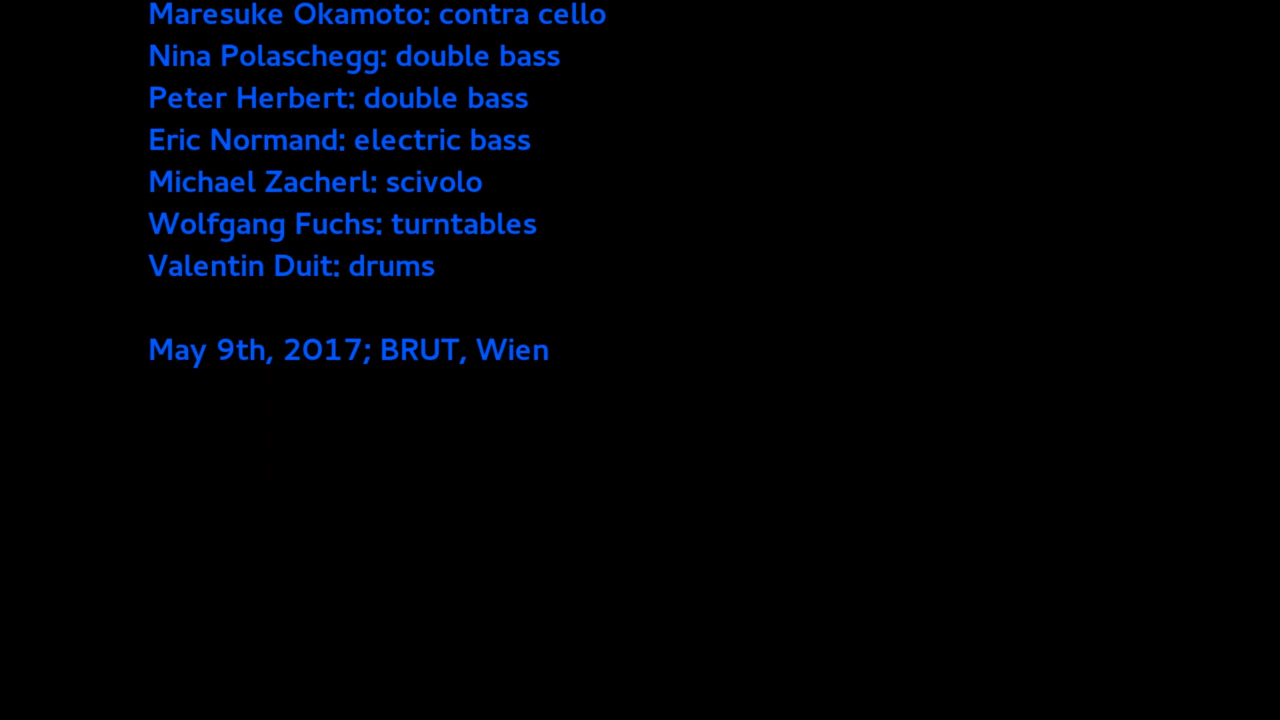 Maresuke Okamoto: contra cello
Nina Polaschegg: double bass
Peter Herbert: double bass
Eric Normand: electric bass
Michael Zacherl: scivolo
Wolfgang Fuchs: turntables
Valentin Duit: drums
May 9th, 2017; BRUT, Wien